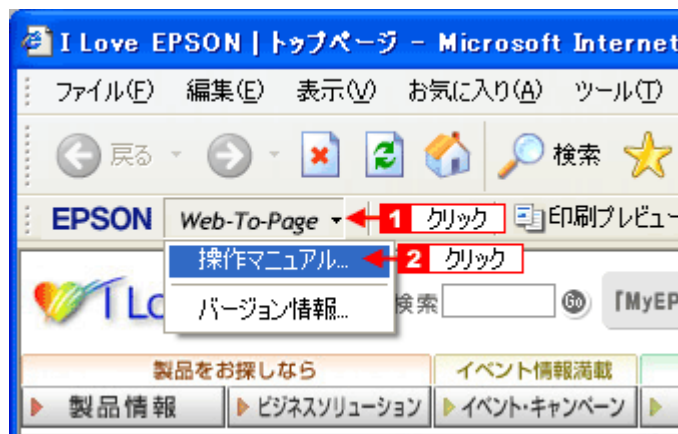 I Love EPSON | トップページ - Microsoft Internet
ファイル(F) 編集(E) 表示(V) お気に入り(A) ツール(T)
戻る 検索
EPSON Web-To-Page 1 クリック 印刷プレビュー
操作マニュアル... 2 クリック
I Lo 検索 GO 「MyEP
バージョン情報...
製品をお探しなら イベント情報満載
製品情報 ビジネスソリューション イベント・キャンペーン